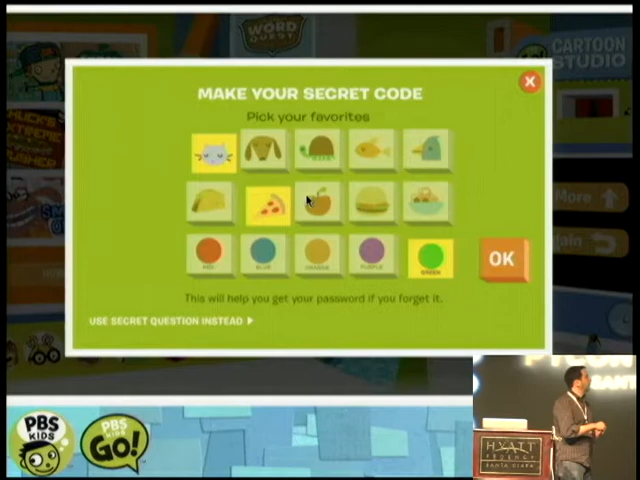 WORD
QUEST
CARTOON
STUDIO
MAKE YOUR SECRET CODE
Pick your favorites
RED
BLUE
ORANGE
PURPLE
GREEN
OK
This will help you get your password if you forget it.
USE SECRET QUESTION INSTEAD
More
PBS
KIDS
PBS
KIDS
GO!
HYATT
REGENCY
SANTA CLARA